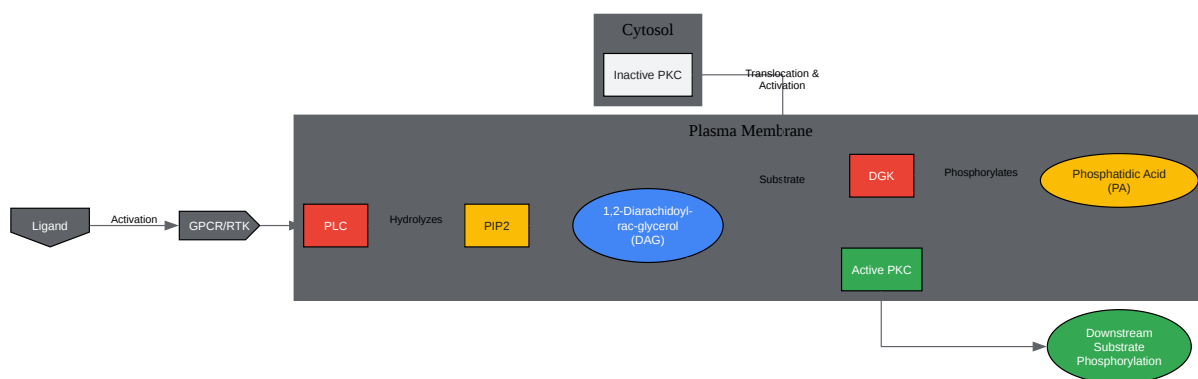 Cytosol
Inactive PKC
Translocation &
Activation
Plasma Membrane
Ligand
Activation
GPCR/RTK
PLC
Hydrolyzes
PIP2
1,2-Diarachidoyl-
rac-glycerol
(DAG)
Substrate
DGK
Phosphorylates
Phosphatidic Acid
(PA)
Active PKC
Downstream
Substrate
Phosphorylation